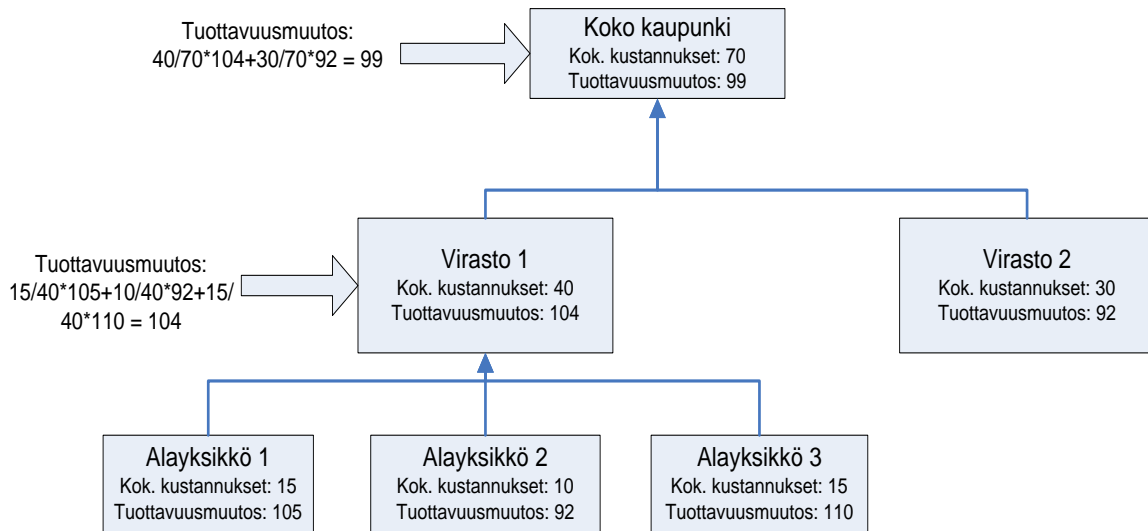 Tuottavuusmuutos:
40/70*104+30/70*92 = 99
Koko kaupunki
Kok. kustannukset: 70
Tuottavuusmuutos: 99
Tuottavuusmuutos:
15/40*105+10/40*92+15/
40*110 = 104
Virasto 1
Kok. kustannukset: 40
Tuottavuusmuutos: 104
Virasto 2
Kok. kustannukset: 30
Tuottavuusmuutos: 92
Alayksikkö 1
Kok. kustannukset: 15
Tuottavuusmuutos: 105
Alayksikkö 2
Kok. kustannukset: 10
Tuottavuusmuutos: 92
Alayksikkö 3
Kok. kustannukset: 15
Tuottavuusmuutos: 110